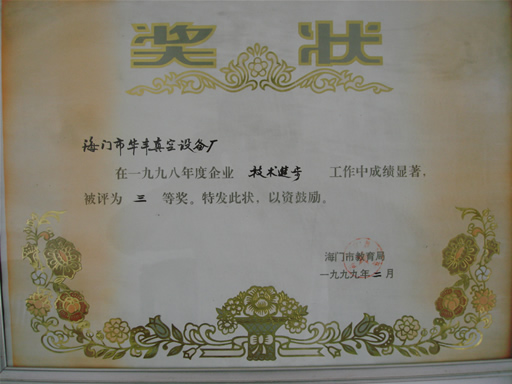 奖 状
海门市华丰真空设备厂
在一九九八年度企业 技术进步 工作中成绩显著,
被评为 三 等奖。特发此状,以资鼓励。
海门市教育局
一九九九年二月